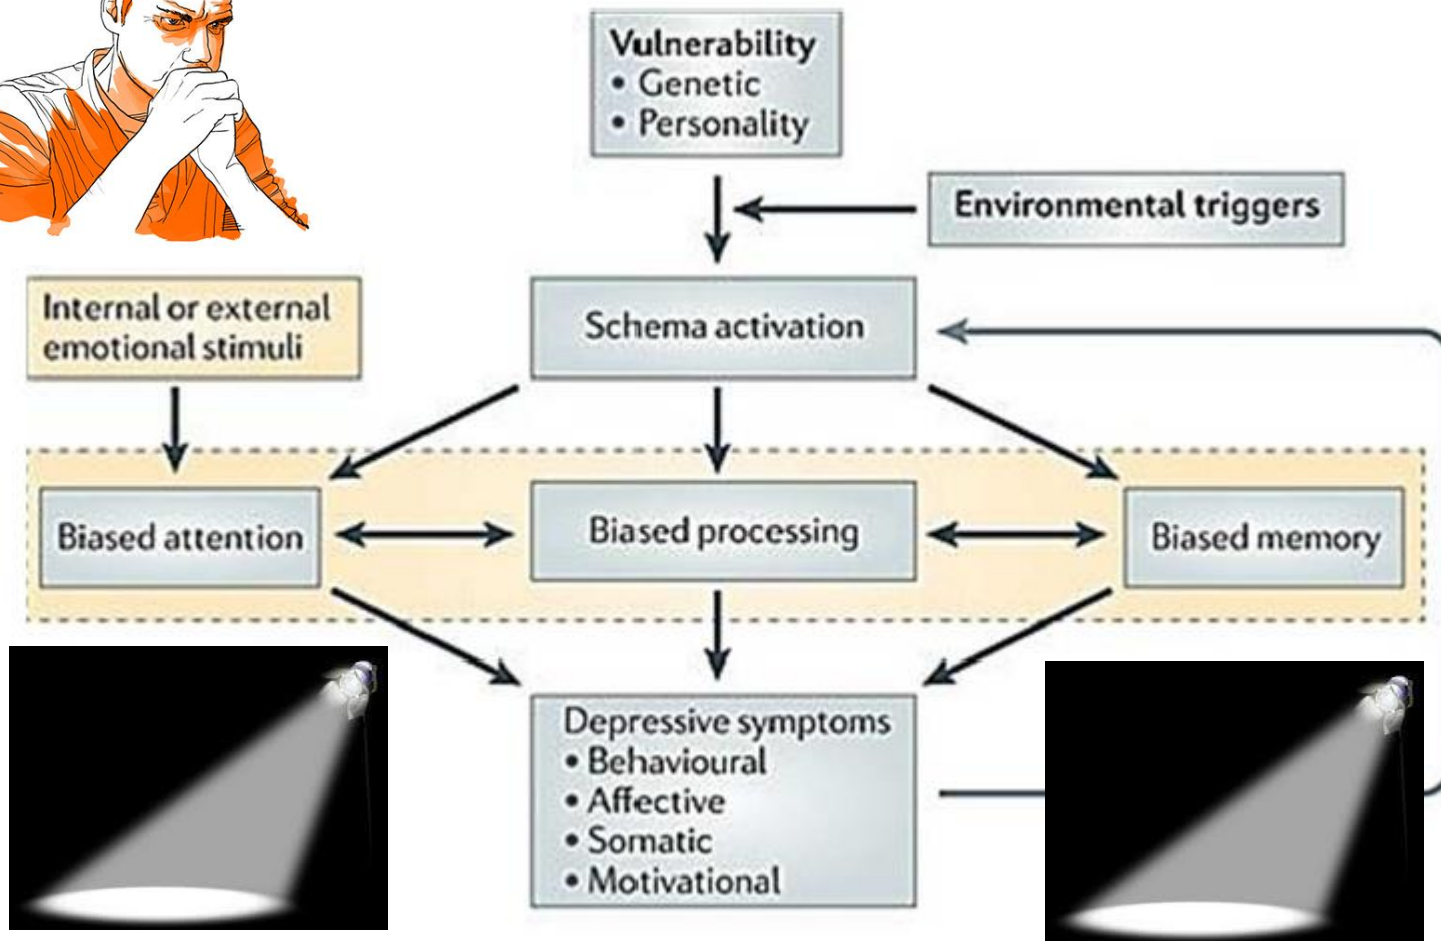 Vulnerability
• Genetic
• Personality
Environmental triggers
Internal or external
emotional stimuli
Schema activation
Biased attention
Biased processing
Biased memory
Depressive symptoms
• Behavioural
• Affective
• Somatic
• Motivational